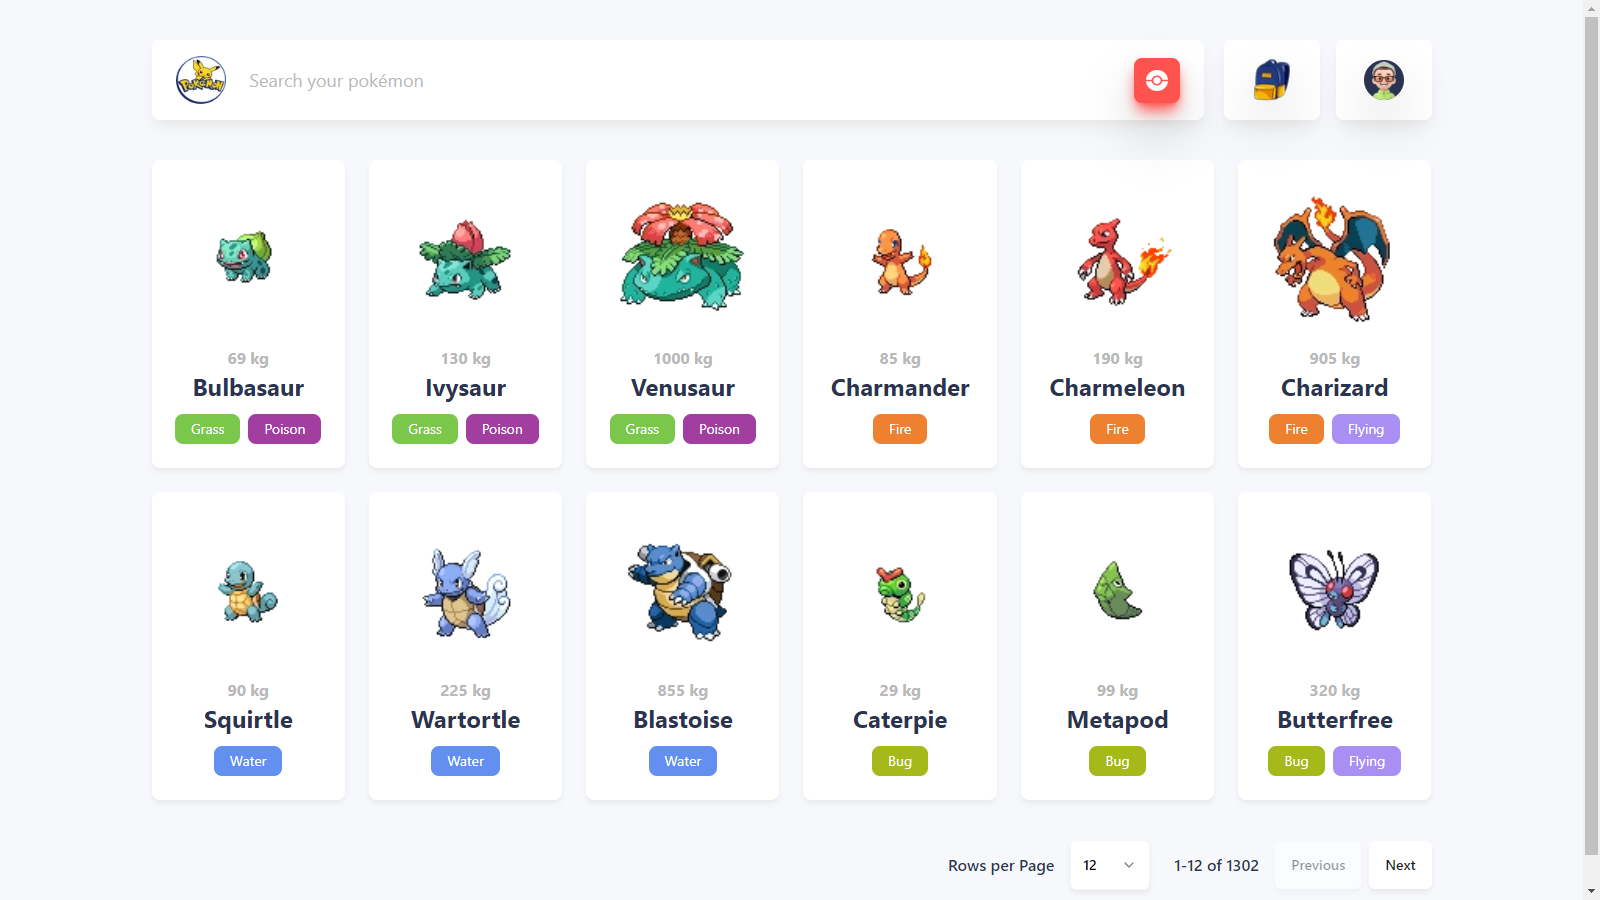 Pokémon
Search your pokémon
69 kg
Bulbasaur
Grass Poison
130 kg
Ivysaur
Grass Poison
1000 kg
Venusaur
Grass Poison
85 kg
Charmander
Fire
190 kg
Charmeleon
Fire
905 kg
Charizard
Fire Flying
90 kg
Squirtle
Water
225 kg
Wartortle
Water
855 kg
Blastoise
Water
29 kg
Caterpie
Bug
99 kg
Metapod
Bug
320 kg
Butterfree
Bug Flying
Rows per Page 12 1-12 of 1302 Previous Next